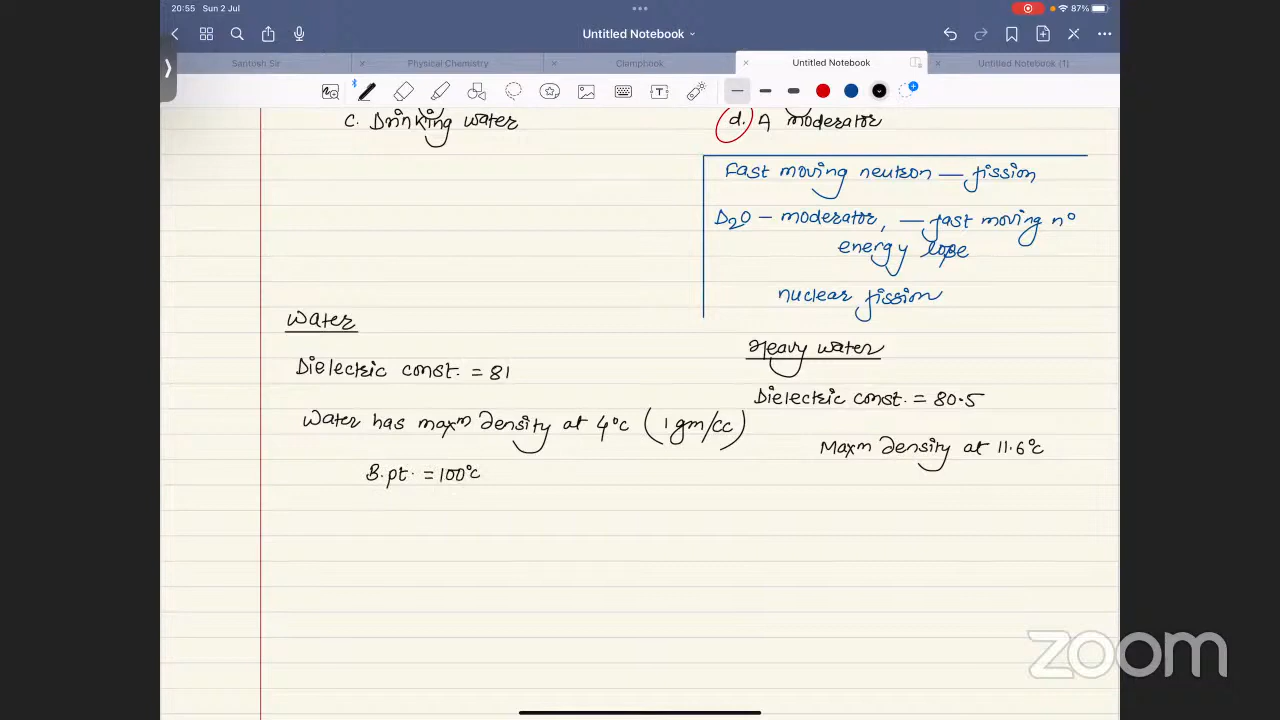 20:55 Sun 2 Jul
87%
Untitled Notebook
Santosh Sir
Physical Chemistry
Clampbook
Untitled Notebook
Untitled Notebook (1)
c. Drinking water
d. A moderator
Fast moving neutron — fission
D₂O – moderator, — fast moving n°
energy lose
nuclear fission
Water
Dielectric const. = 81
Water has maxᵐ density at 4°c (1 gm/cc)
B.pt. = 100°c
Heavy water
Dielectric const. = 80.5
Maxᵐ density at 11.6°c
zoom